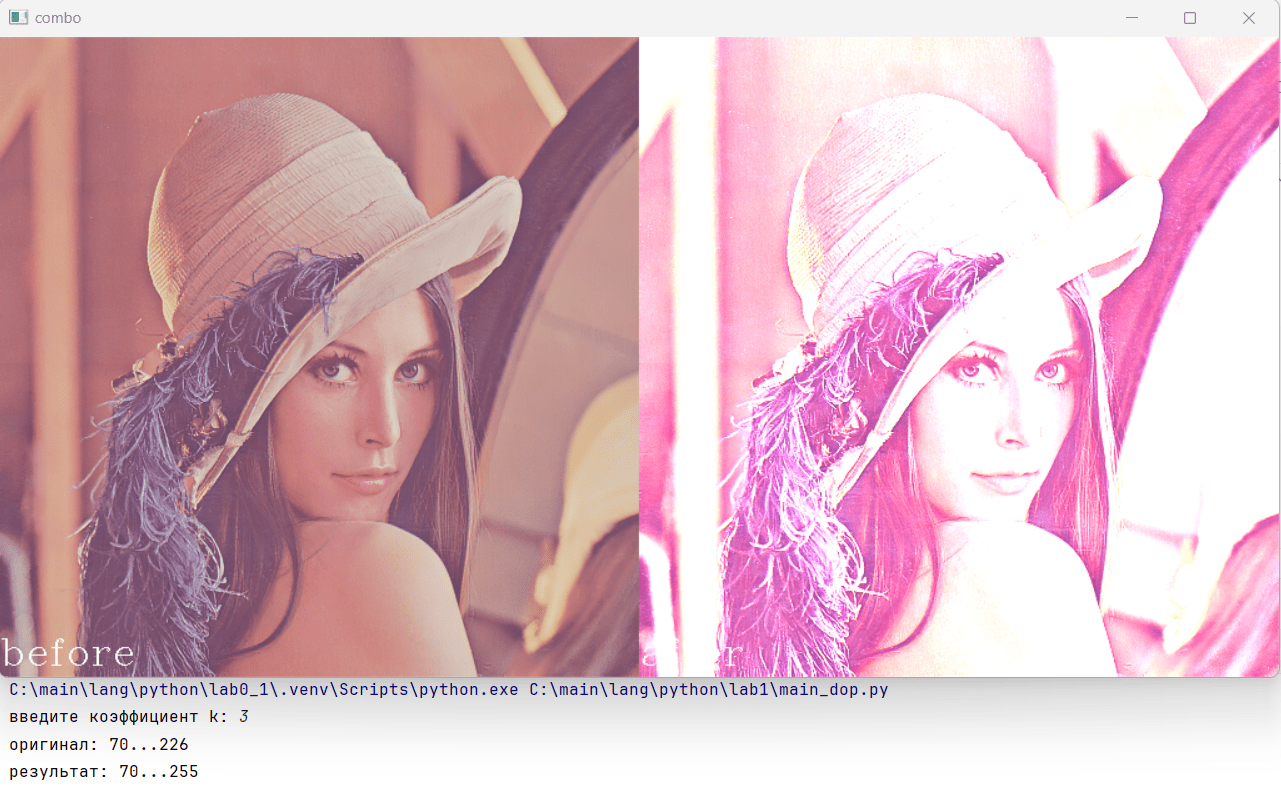 combo
before
C:\main\lang\python\lab0_1\.venv\Scripts\python.exe C:\main\lang\python\lab1\main_dop.py
введите коэффициент k: 3
оригинал: 70...226
результат: 70...255